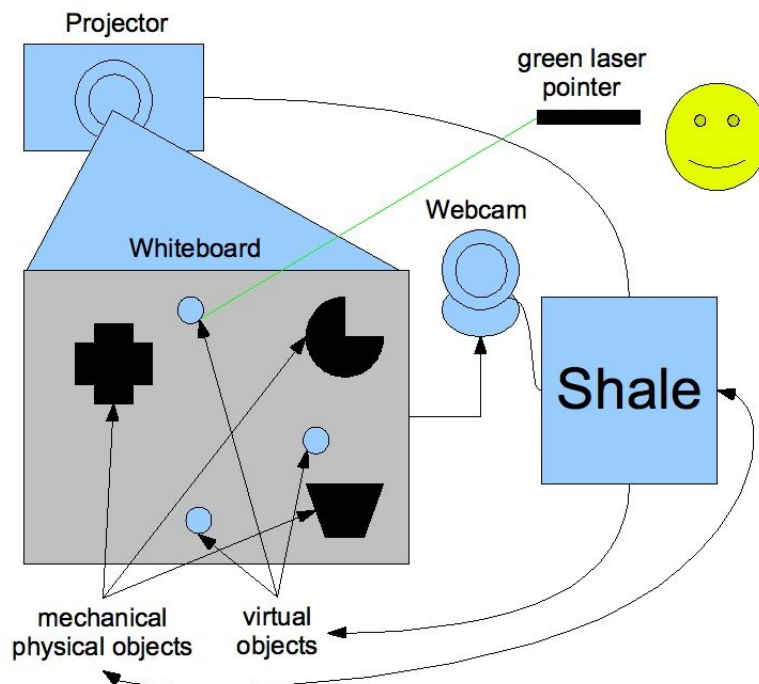 Projector
green laser
pointer
Webcam
Whiteboard
Shale
mechanical
physical objects
virtual
objects